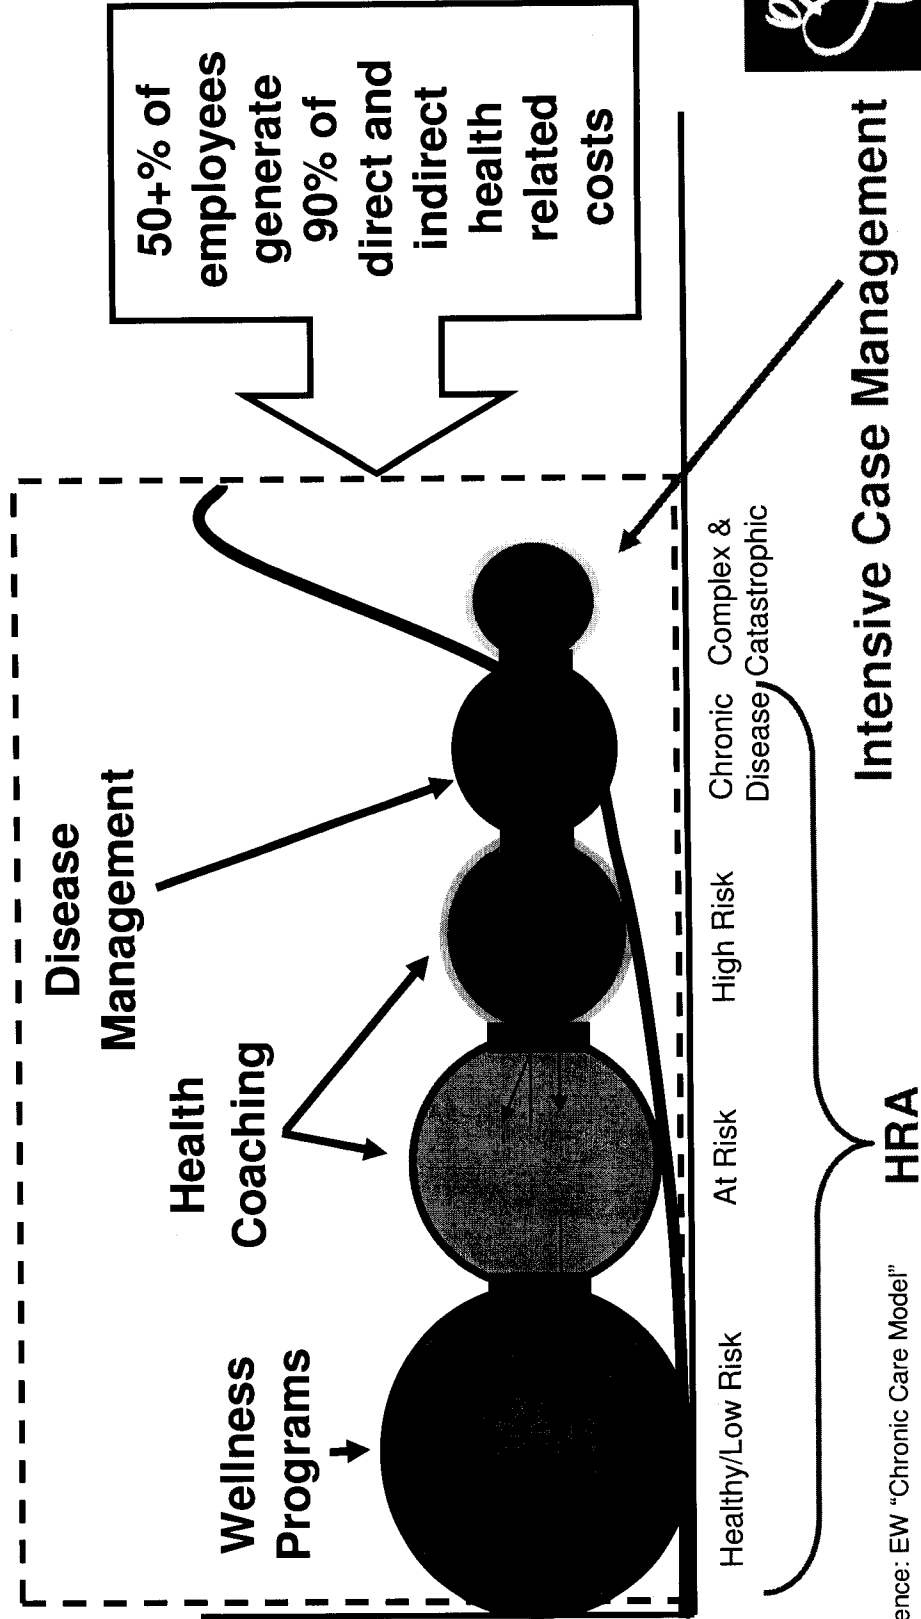 Disease
Management
Health
Coaching
Wellness
Programs
50+% of
employees
generate
90% of
direct and
indirect
health
related
costs
Healthy/Low Risk
At Risk
High Risk
Chronic
Disease
Complex &
Catastrophic
HRA
Intensive Case Management
EW "Chronic Care Model"